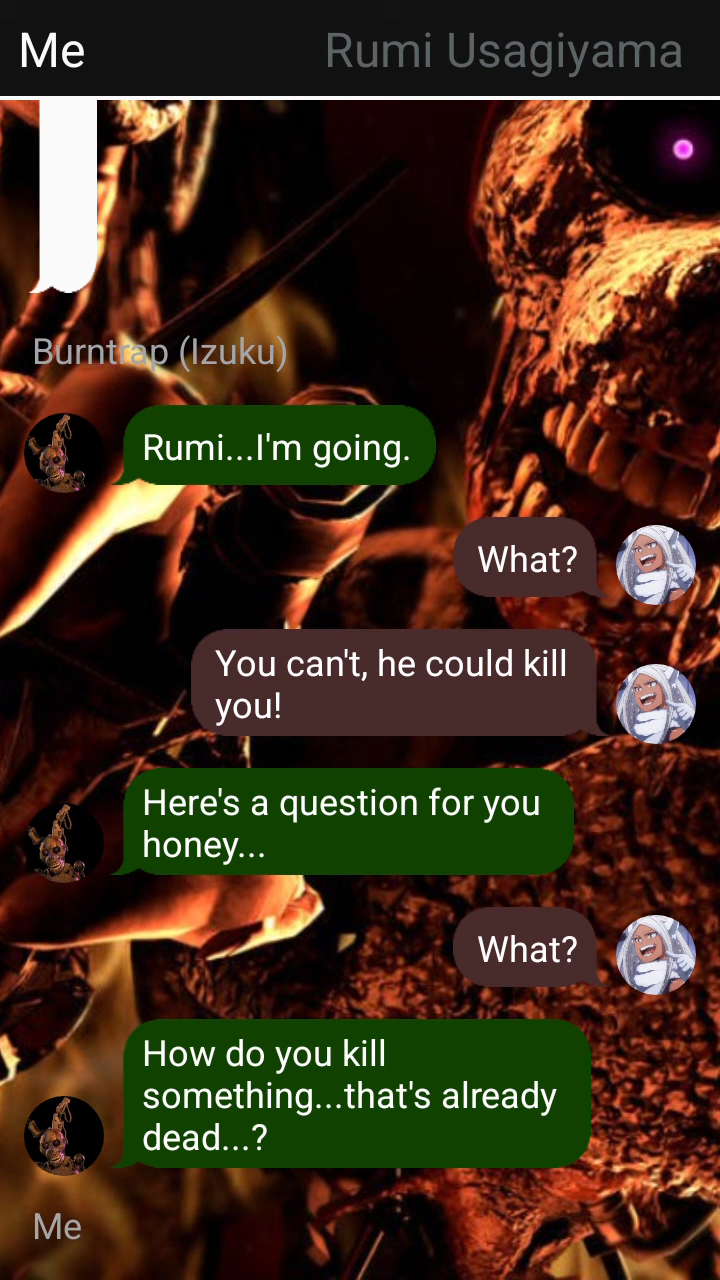 Me
Rumi Usagiyama
Burntrap (Izuku)
Rumi...I'm going.
What?
You can't, he could kill
you!
Here's a question for you
honey...
What?
How do you kill
something...that's already
dead...?
Me